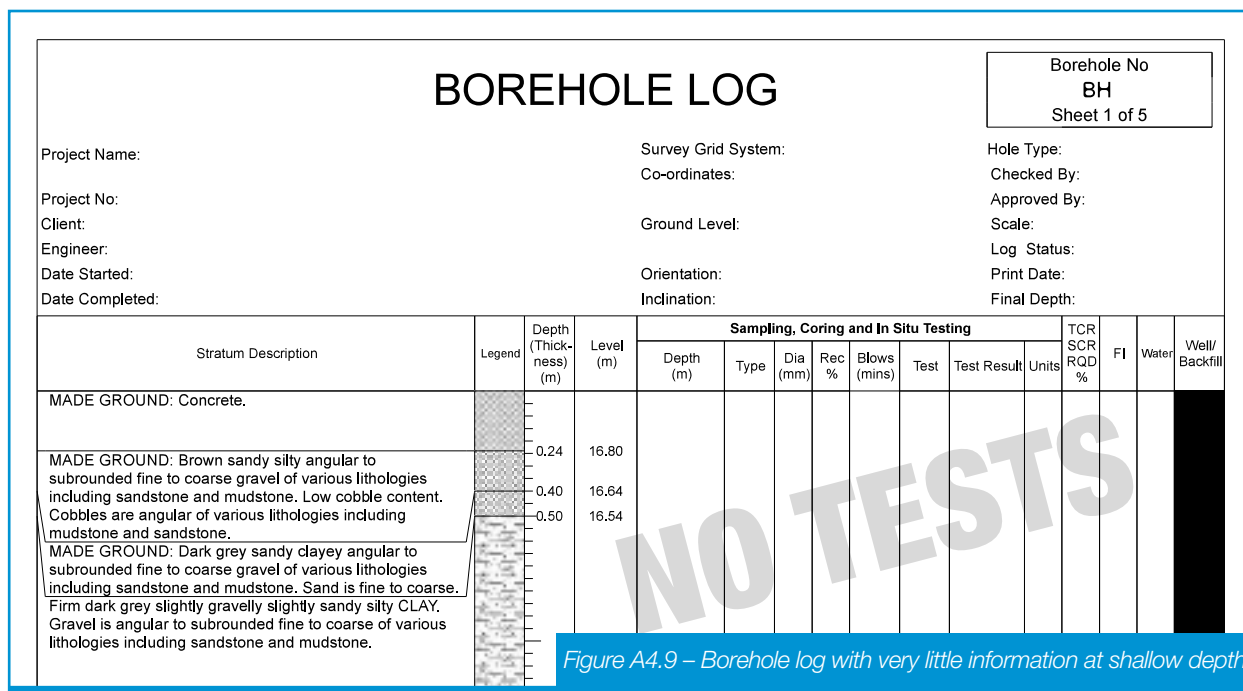 BOREHOLE LOG
Borehole No
BH
Sheet 1 of 5
Project Name:
Survey Grid System:
Hole Type:
Co-ordinates:
Checked By:
Project No:
Approved By:
Client:
Ground Level:
Scale:
Engineer:
Log Status:
Date Started:
Orientation:
Print Date:
Date Completed:
Inclination:
Final Depth:
Stratum Description
Legend
Depth
(Thick-
ness)
(m)
Level
(m)
Sampling, Coring and In Situ Testing
Depth
(m)
Type
Dia
(mm)
Rec
%
Blows
(mins)
Test
Test Result
Units
TCR
SCR
RQD
%
FI
Water
Well/
Backfill
MADE GROUND: Concrete.
0.24 16.80
MADE GROUND: Brown sandy silty angular to
subrounded fine to coarse gravel of various lithologies
including sandstone and mudstone. Low cobble content.
Cobbles are angular of various lithologies including
mudstone and sandstone.
0.40 16.64
MADE GROUND: Dark grey sandy clayey angular to
subrounded fine to coarse gravel of various lithologies
including sandstone and mudstone. Sand is fine to coarse.
0.50 16.54
Firm dark grey slightly gravelly slightly sandy silty CLAY.
Gravel is angular to subrounded fine to coarse of various
lithologies including sandstone and mudstone.
NO TESTS
Figure A4.9 – Borehole log with very little information at shallow depth